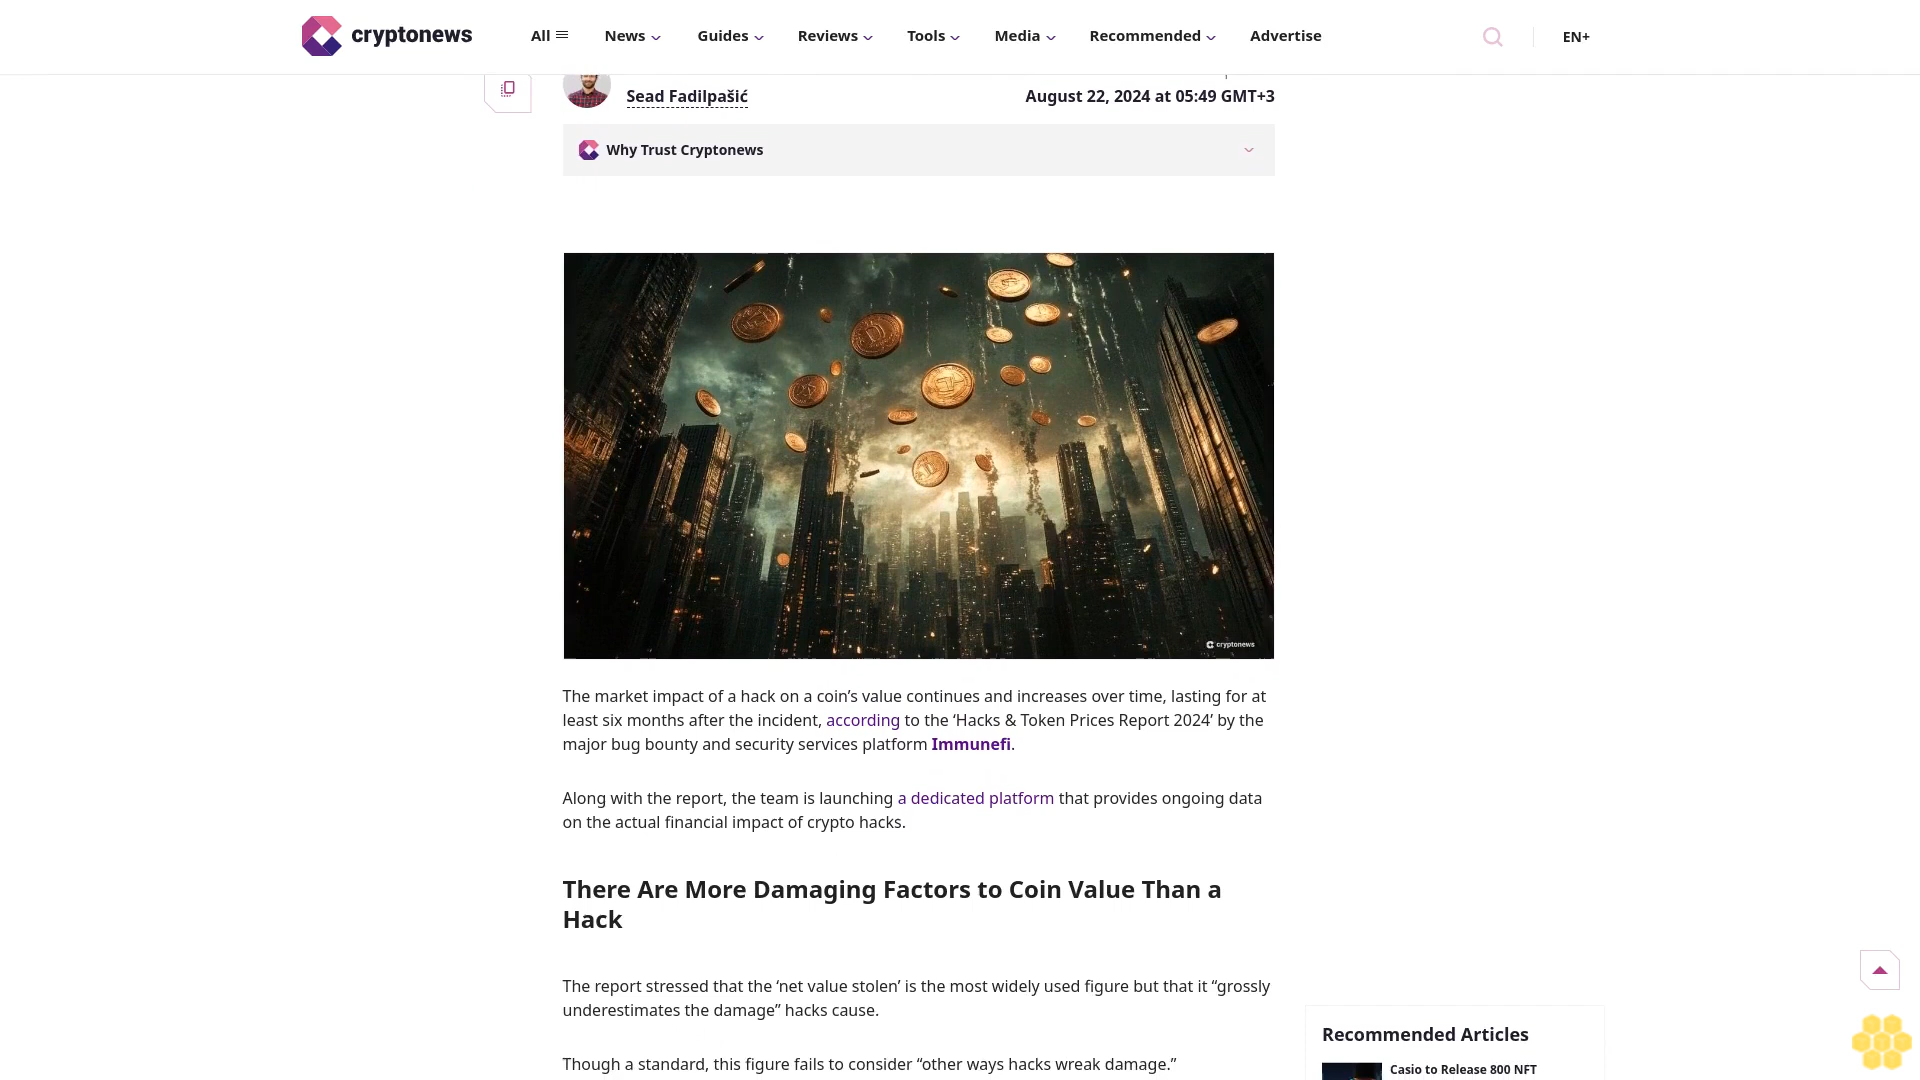 cryptonews
All
News
Guides
Reviews
Tools
Media
Recommended
Advertise
EN+
Sead Fadilpašić
August 22, 2024 at 05:49 GMT+3
Why Trust Cryptonews
cryptonews
The market impact of a hack on a coin’s value continues and increases over time, lasting for at
least six months after the incident, according to the ‘Hacks & Token Prices Report 2024’ by the
major bug bounty and security services platform Immunefi.
Along with the report, the team is launching a dedicated platform that provides ongoing data
on the actual financial impact of crypto hacks.
There Are More Damaging Factors to Coin Value Than a
Hack
The report stressed that the ‘net value stolen’ is the most widely used figure but that it “grossly
underestimates the damage” hacks cause.
Though a standard, this figure fails to consider “other ways hacks wreak damage.”
Recommended Articles
Casio to Release 800 NFT